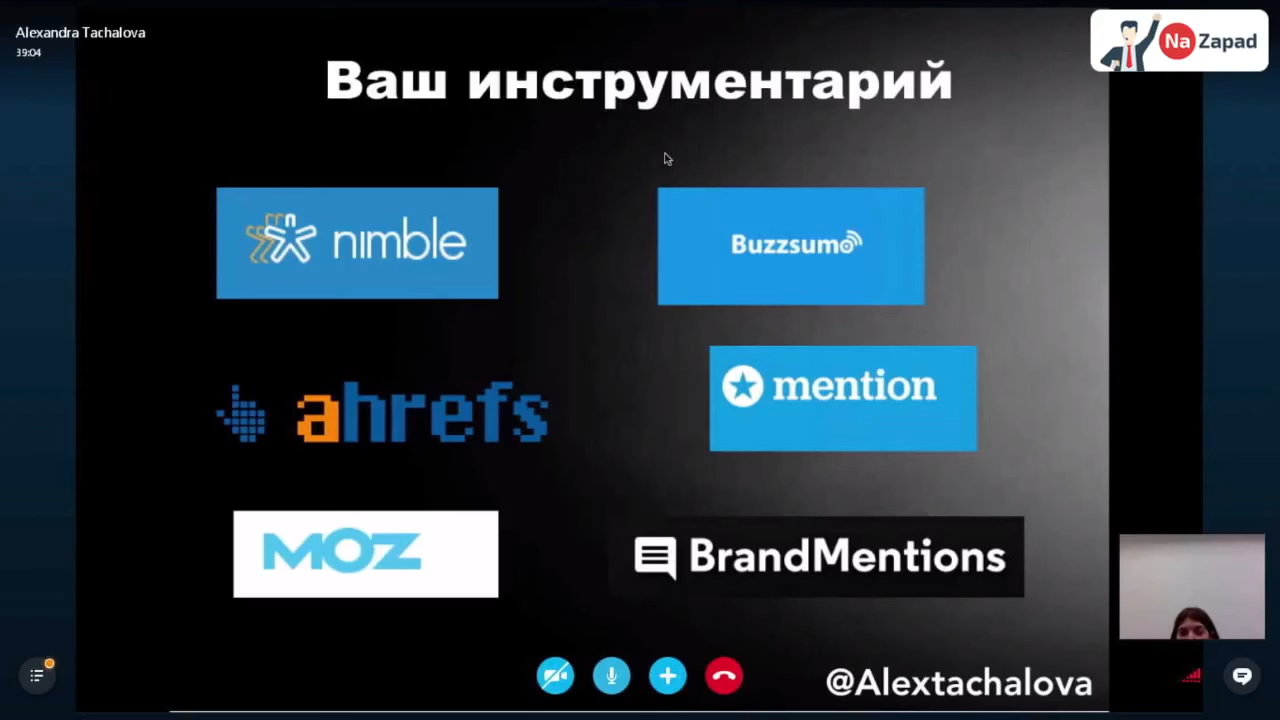 Alexandra Tachalova
39:04
Na Zapad
Ваш инструментарий
nimble
Buzzsumo
ahrefs
mention
MOZ
BrandMentions
@Alextachalova